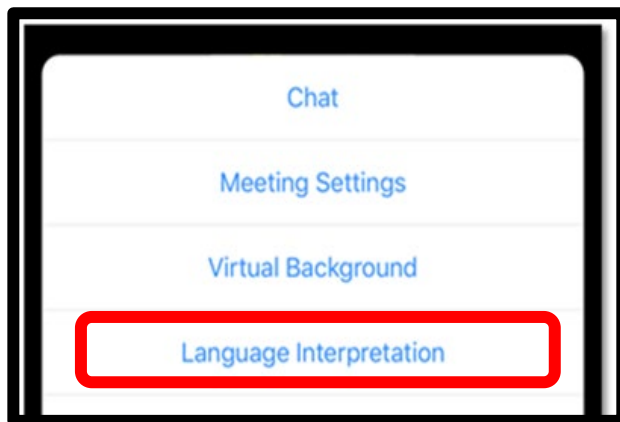 Chat
Meeting Settings
Virtual Background
Language Interpretation